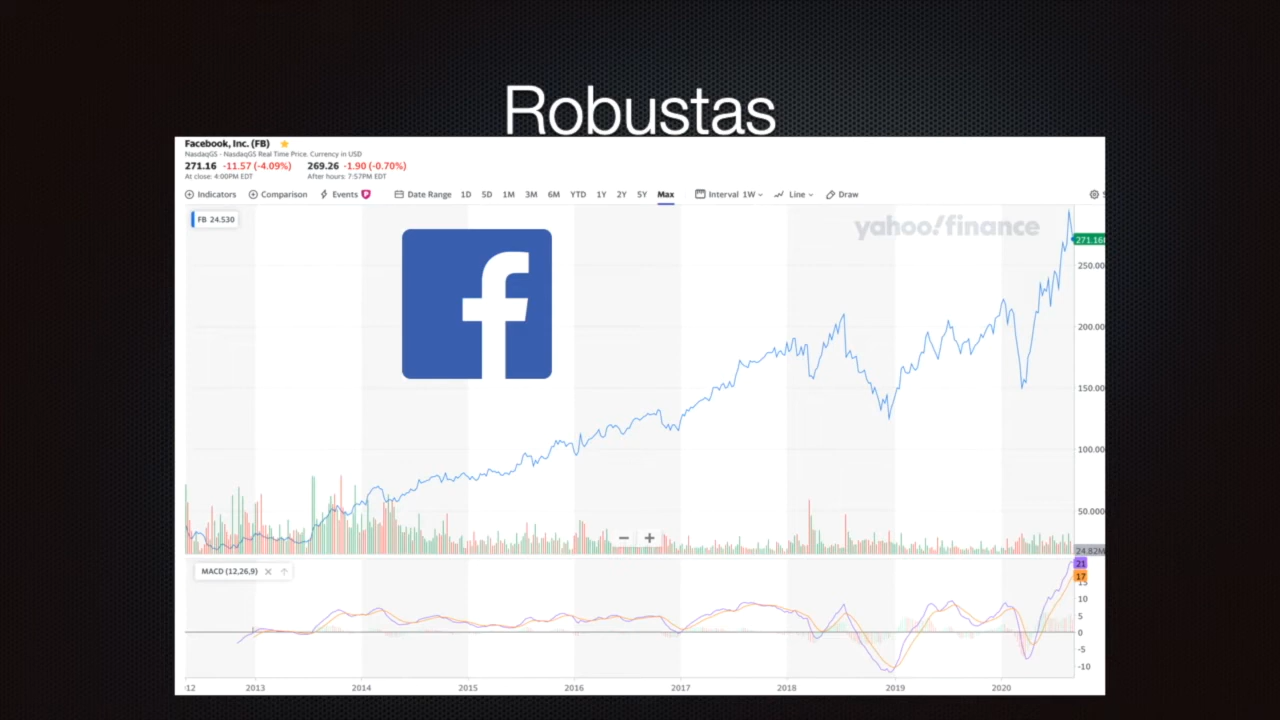 Robustas
Facebook, Inc. (FB)
NasdaqGS - NasdaqGS Real Time Price. Currency in USD
271.16 -11.57 (-4.09%) 269.26 -1.90 (-0.70%)
At close: 4:00PM EDT After hours: 7:57PM EDT
Indicators Comparison Events Date Range 1D 5D 1M 3M 6M YTD 1Y 2Y 5Y Max Interval 1W Line Draw
FB 24.530
yahoo!finance
f
271.16
250.00
200.00
150.00
100.00
50.000
24.82M
MACD (12,26,9)
21
17
15
10
5
0
-5
-10
12 2013 2014 2015 2016 2017 2018 2019 2020